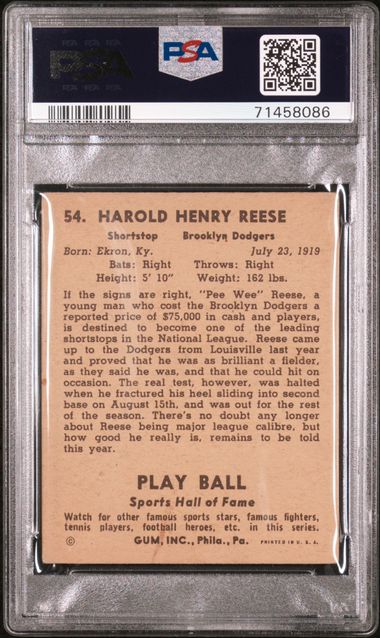 PSA PSA PSA
PSA
PSA
PSA PSA PSA
71458086
54. HAROLD HENRY REESE
Shortstop Brooklyn Dodgers
Born: Ekron, Ky. July 23, 1919
Bats: Right Throws: Right
Height: 5' 10" Weight: 162 lbs.
If the signs are right, "Pee Wee" Reese, a
young man who cost the Brooklyn Dodgers a
reported price of $75,000 in cash and players,
is destined to become one of the leading
shortstops in the National League. Reese came
up to the Dodgers from Louisville last year
and proved that he was as brilliant a fielder,
as they said he was, and that he could hit on
occasion. The real test, however, was halted
when he fractured his heel sliding into second
base on August 15th, and was out for the rest
of the season. There's no doubt any longer
about Reese being major league calibre, but
how good he really is, remains to be told
this year.
PLAY BALL
Sports Hall of Fame
Watch for other famous sports stars, famous fighters,
tennis players, football heroes, etc. in this series.
© GUM, INC., Phila., Pa. PRINTED IN U. S. A.